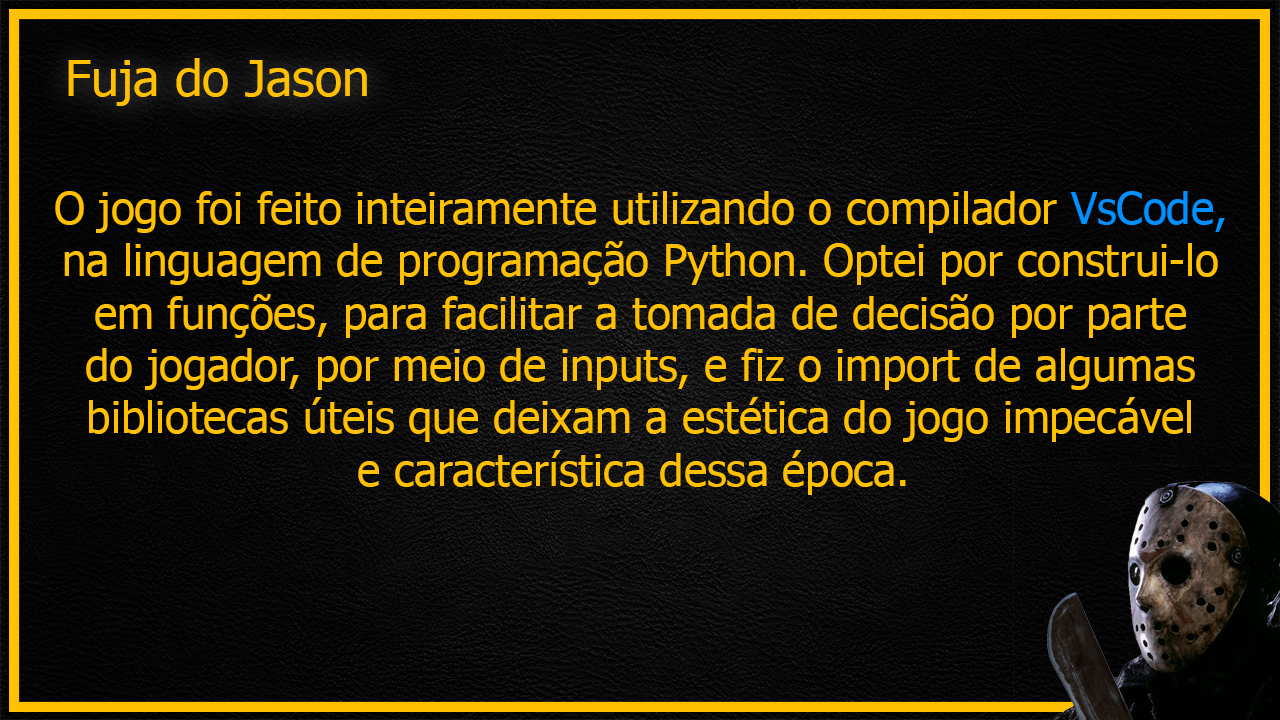 Fuja do Jason
O jogo foi feito inteiramente utilizando o compilador VsCode,
na linguagem de programação Python. Optei por construi-lo
em funções, para facilitar a tomada de decisão por parte
do jogador, por meio de inputs, e fiz o import de algumas
bibliotecas úteis que deixam a estética do jogo impecável
e característica dessa época.